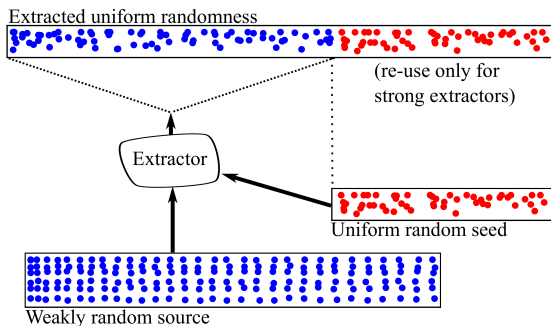 Extracted uniform randomness
(re-use only for
strong extractors)
Extractor
Uniform random seed
Weakly random source